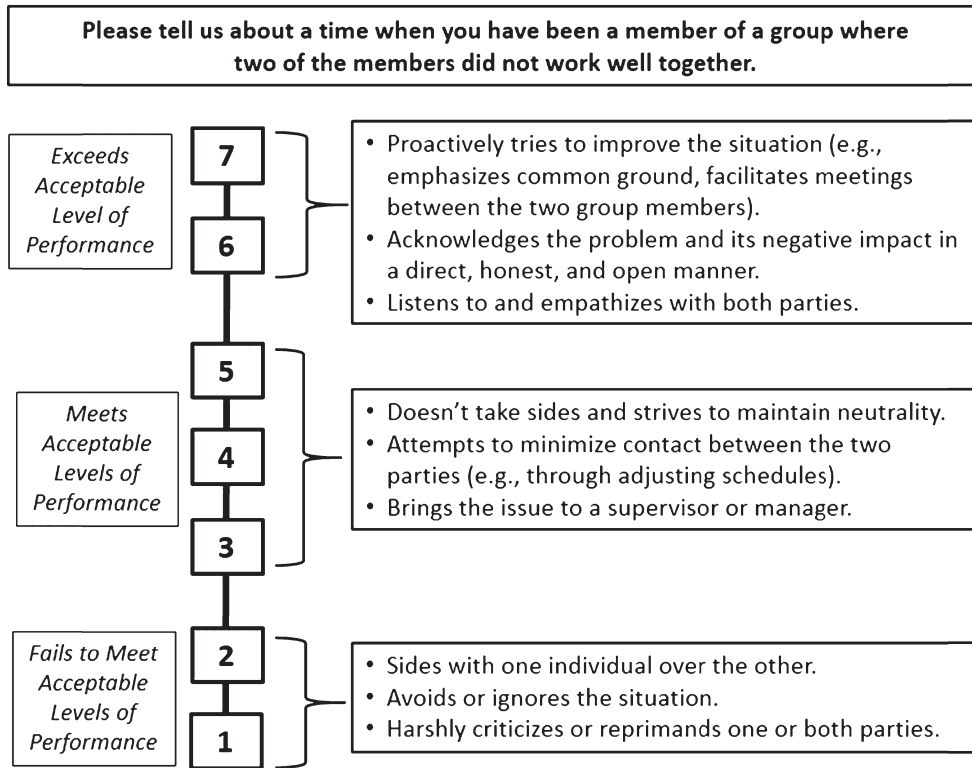 Please tell us about a time when you have been a member of a group where
two of the members did not work well together.
Exceeds
Acceptable
Level of
Performance
7
6
• Proactively tries to improve the situation (e.g.,
emphasizes common ground, facilitates meetings
between the two group members).
• Acknowledges the problem and its negative impact in
a direct, honest, and open manner.
• Listens to and empathizes with both parties.
Meets
Acceptable
Levels of
Performance
5
4
3
• Doesn't take sides and strives to maintain neutrality.
• Attempts to minimize contact between the two
parties (e.g., through adjusting schedules).
• Brings the issue to a supervisor or manager.
Fails to Meet
Acceptable
Levels of
Performance
2
1
• Sides with one individual over the other.
• Avoids or ignores the situation.
• Harshly criticizes or reprimands one or both parties.